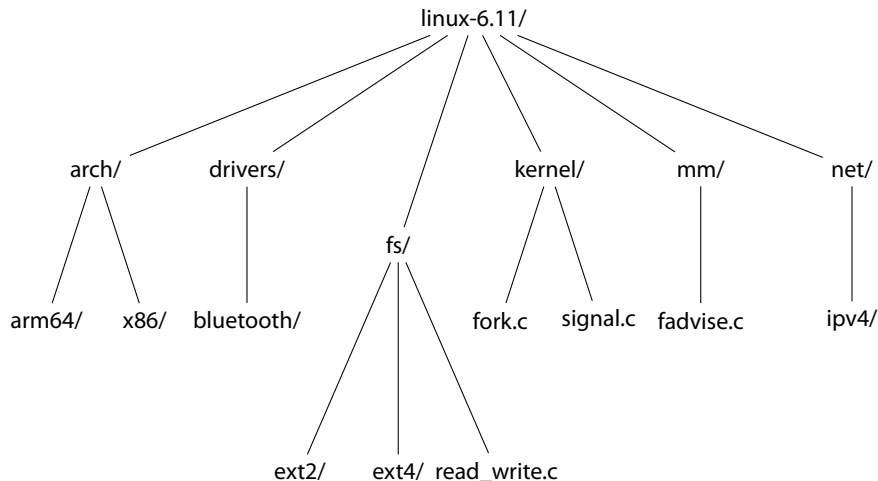 linux-6.11/
arch/ drivers/ kernel/ mm/ net/
fs/
arm64/ x86/ bluetooth/ fork.c signal.c fadvise.c ipv4/
ext2/ ext4/ read_write.c